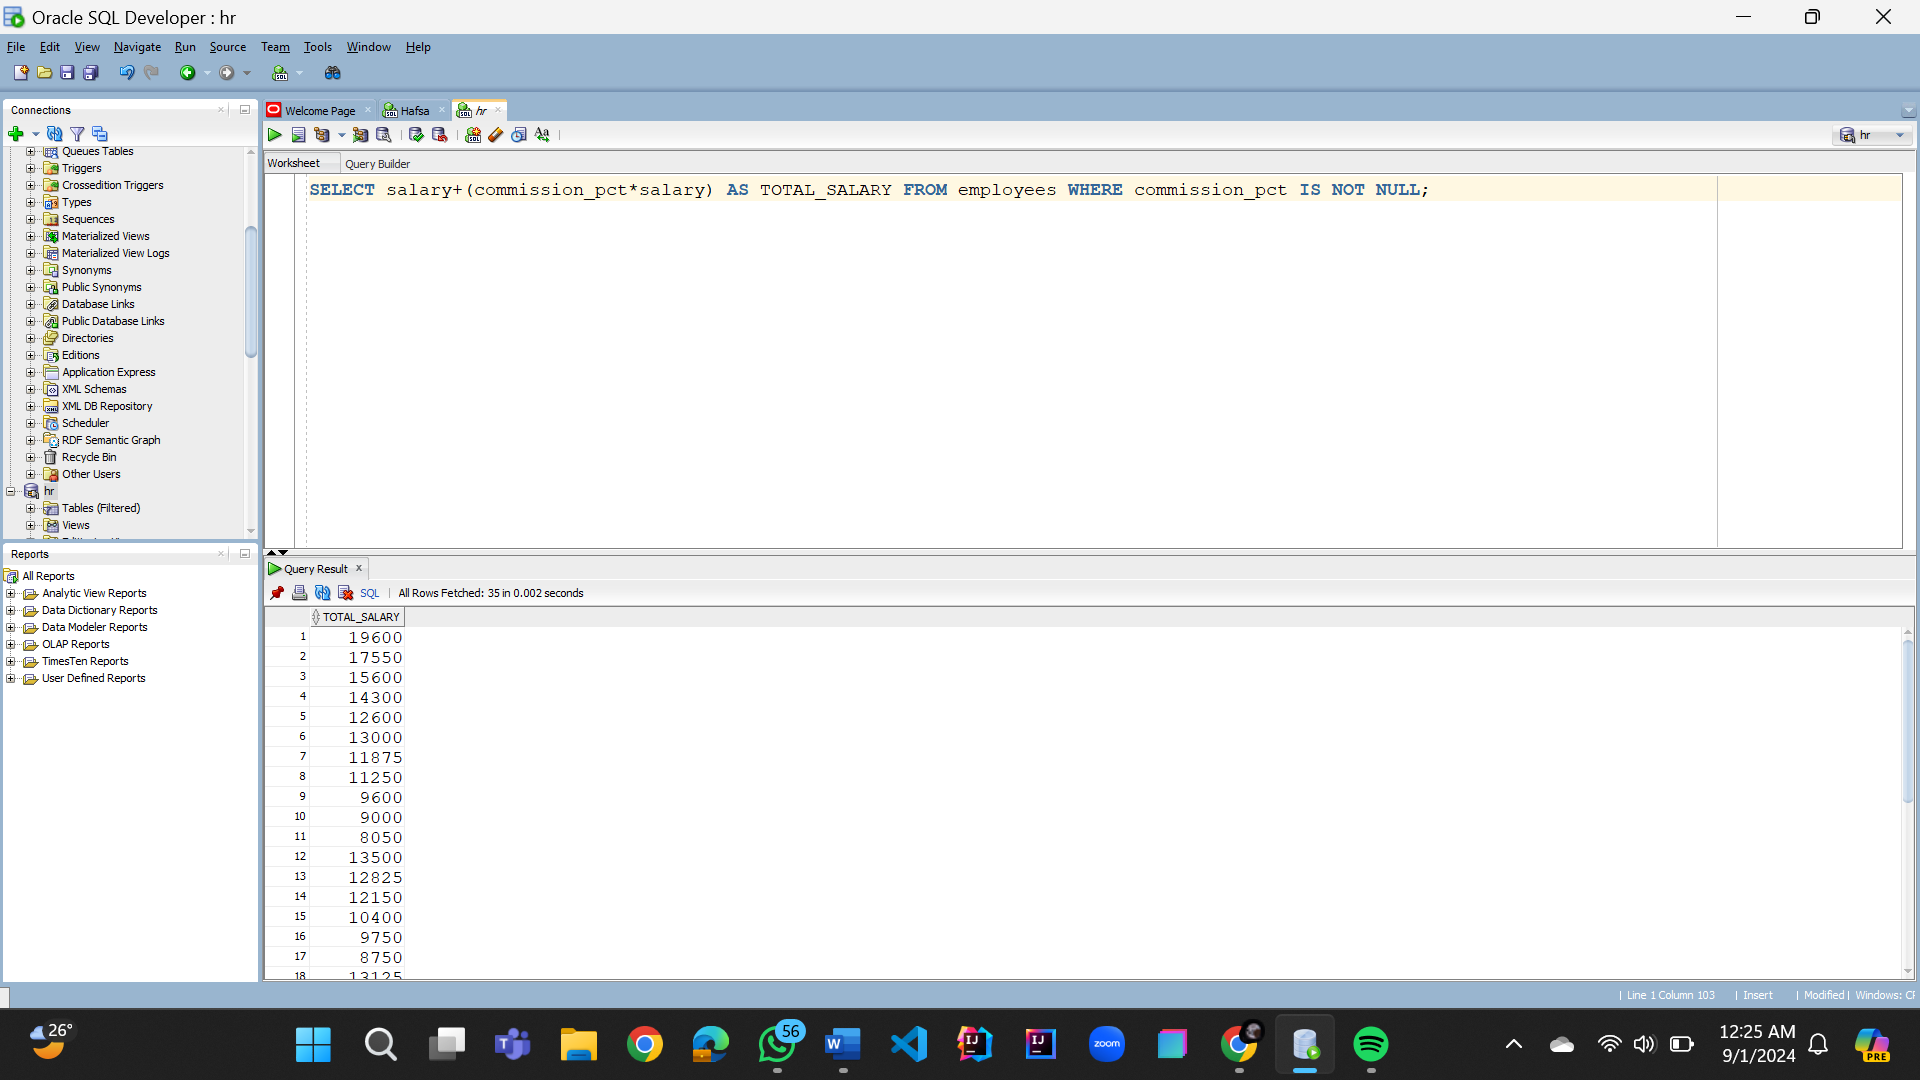 Oracle SQL Developer : hr
File Edit View Navigate Run Source Team Tools Window Help
Connections
Queues Tables
Triggers
Crossedition Triggers
Types
Sequences
Materialized Views
Materialized View Logs
Synonyms
Public Synonyms
Database Links
Public Database Links
Directories
Editions
Application Express
XML Schemas
XML DB Repository
Scheduler
RDF Semantic Graph
Recycle Bin
Other Users
hr
Tables (Filtered)
Views
Reports
All Reports
Analytic View Reports
Data Dictionary Reports
Data Modeler Reports
OLAP Reports
TimesTen Reports
User Defined Reports
Welcome Page Hafsa hr
hr
Worksheet Query Builder
SELECT salary+(commission_pct*salary) AS TOTAL_SALARY FROM employees WHERE commission_pct IS NOT NULL;
Query Result
SQL | All Rows Fetched: 35 in 0.002 seconds
TOTAL_SALARY
1 19600
2 17550
3 15600
4 14300
5 12600
6 13000
7 11875
8 11250
9 9600
10 9000
11 8050
12 13500
13 12825
14 12150
15 10400
16 9750
17 8750
18 13125
| Line 1 Column 103 | Insert | Modified | Windows: CF
26°
56
zoom
PRE
12:25 AM
9/1/2024